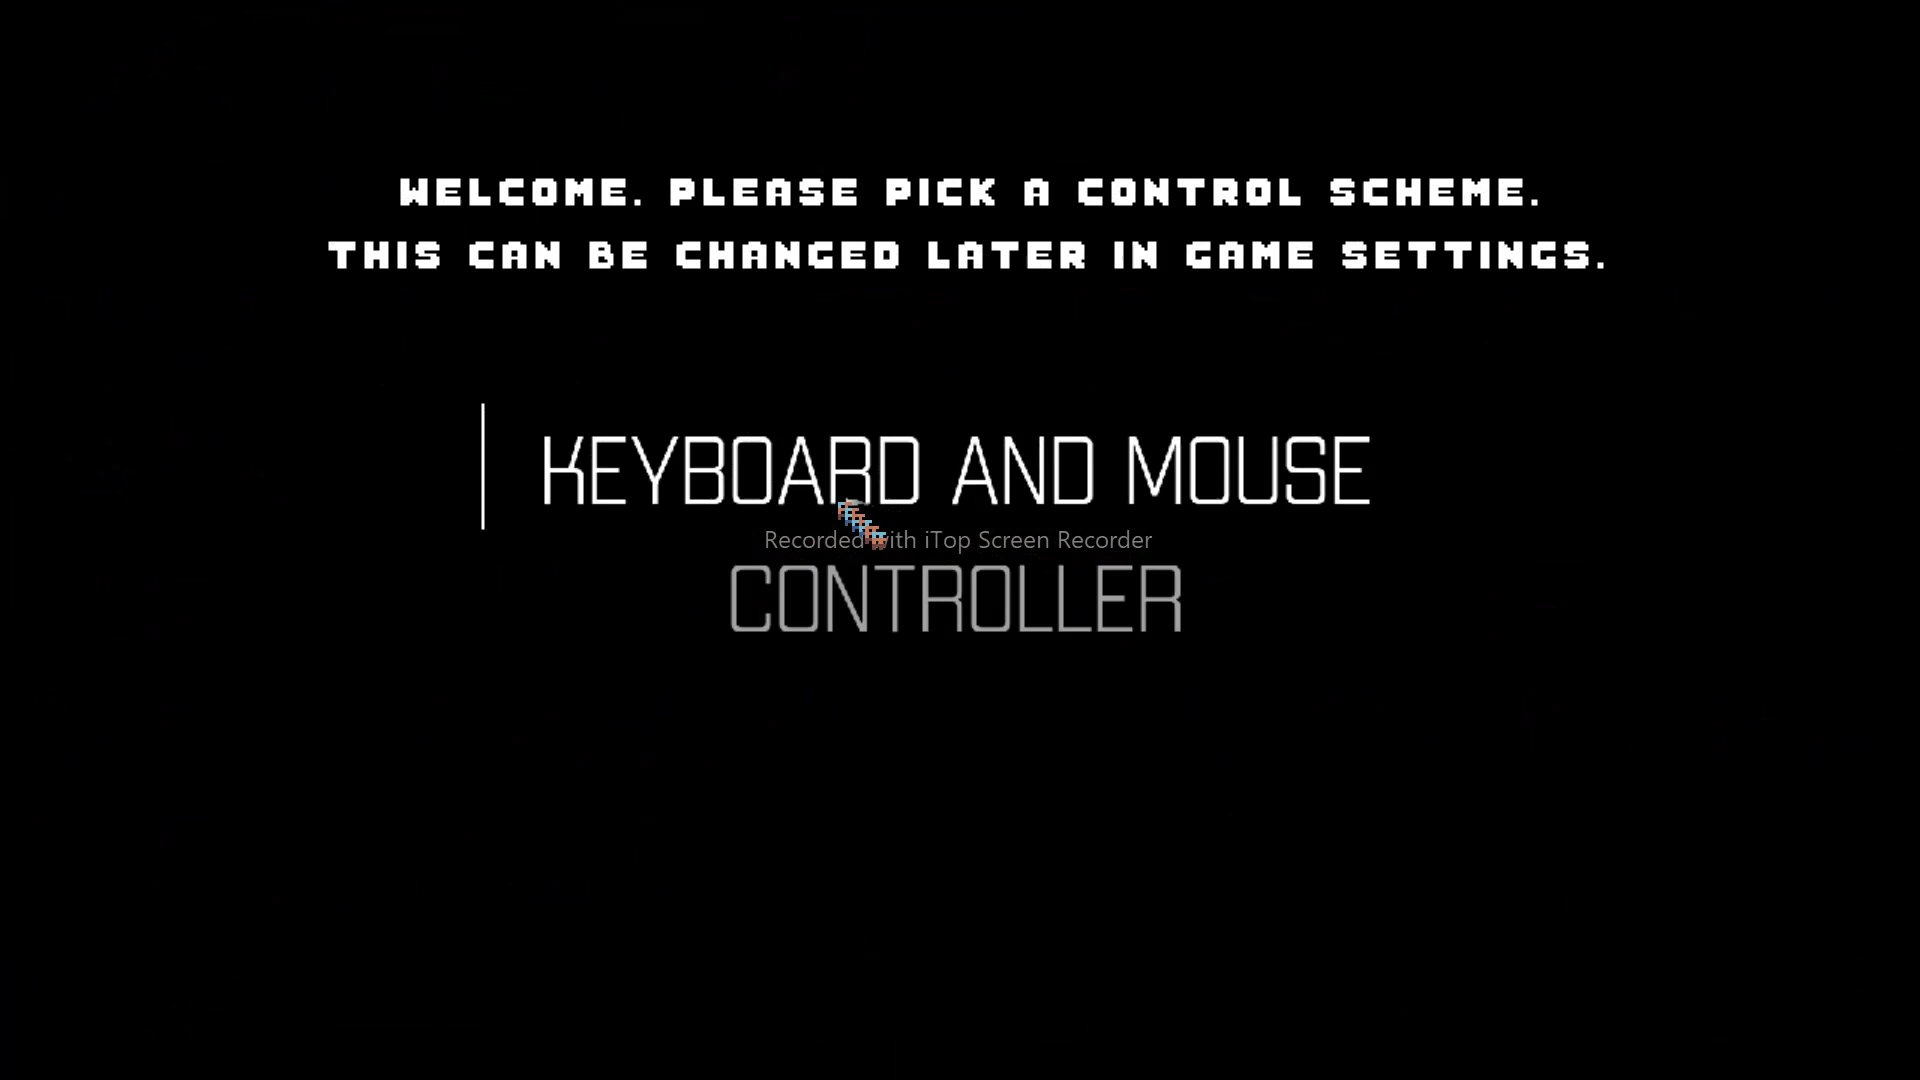 WELCOME. PLEASE PICK A CONTROL SCHEME.
THIS CAN BE CHANGED LATER IN GAME SETTINGS.
KEYBOARD AND MOUSE
Recorded with iTop Screen Recorder
CONTROLLER